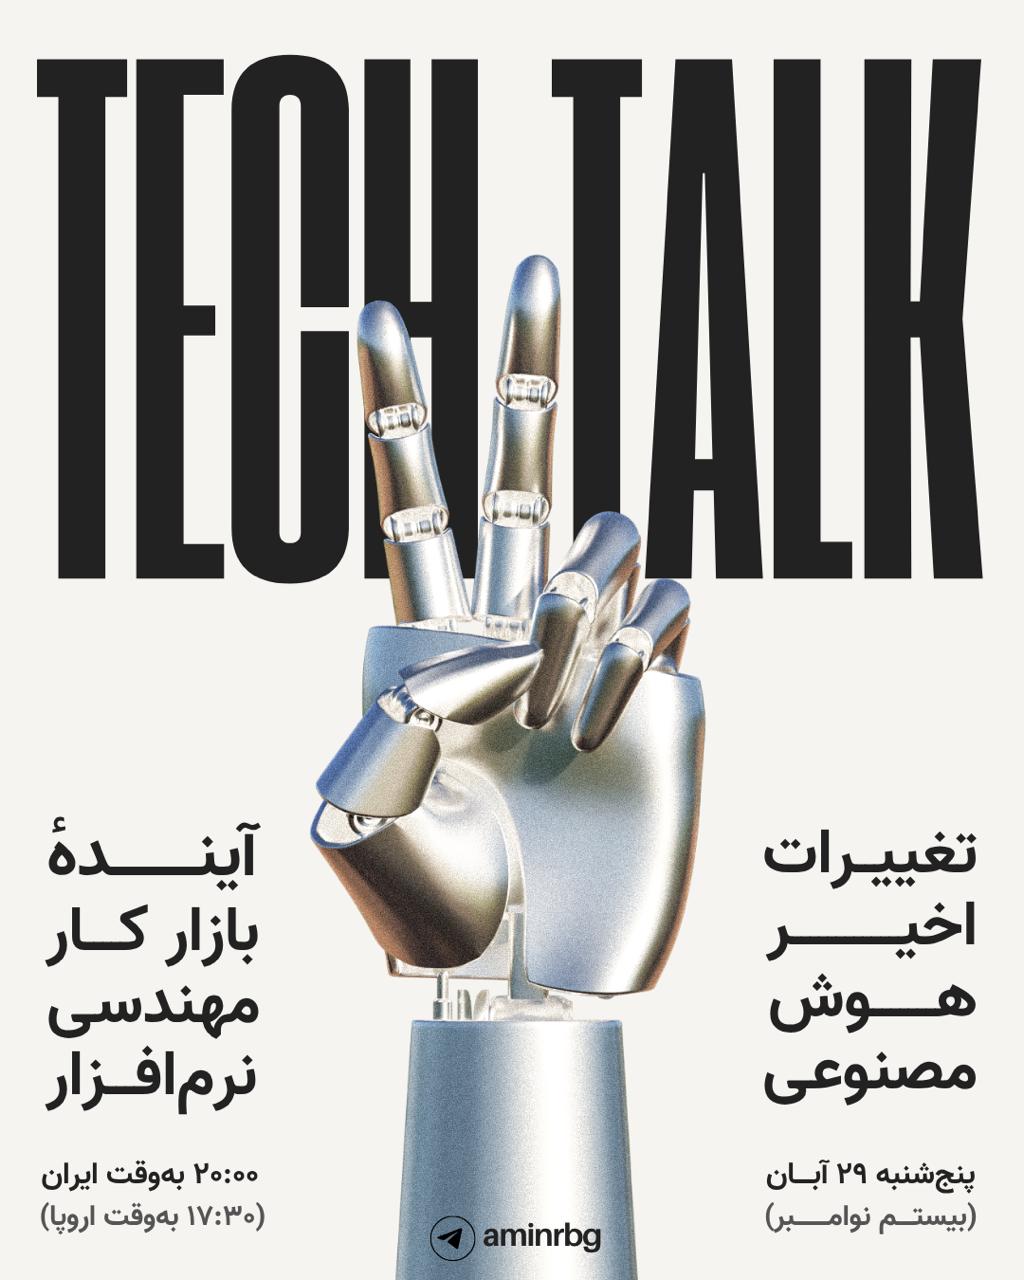 TECH TALK
تغییرات
اخیر
هوش
مصنوعی
پنج‌شنبه ۲۹ آبان
(بیستم نوامبر)
آیندهٔ
بازار کار
مهندسی
نرم‌افزار
۲۰:۰۰ به‌وقت ایران
(۱۷:۳۰ به‌وقت اروپا)
aminrbg